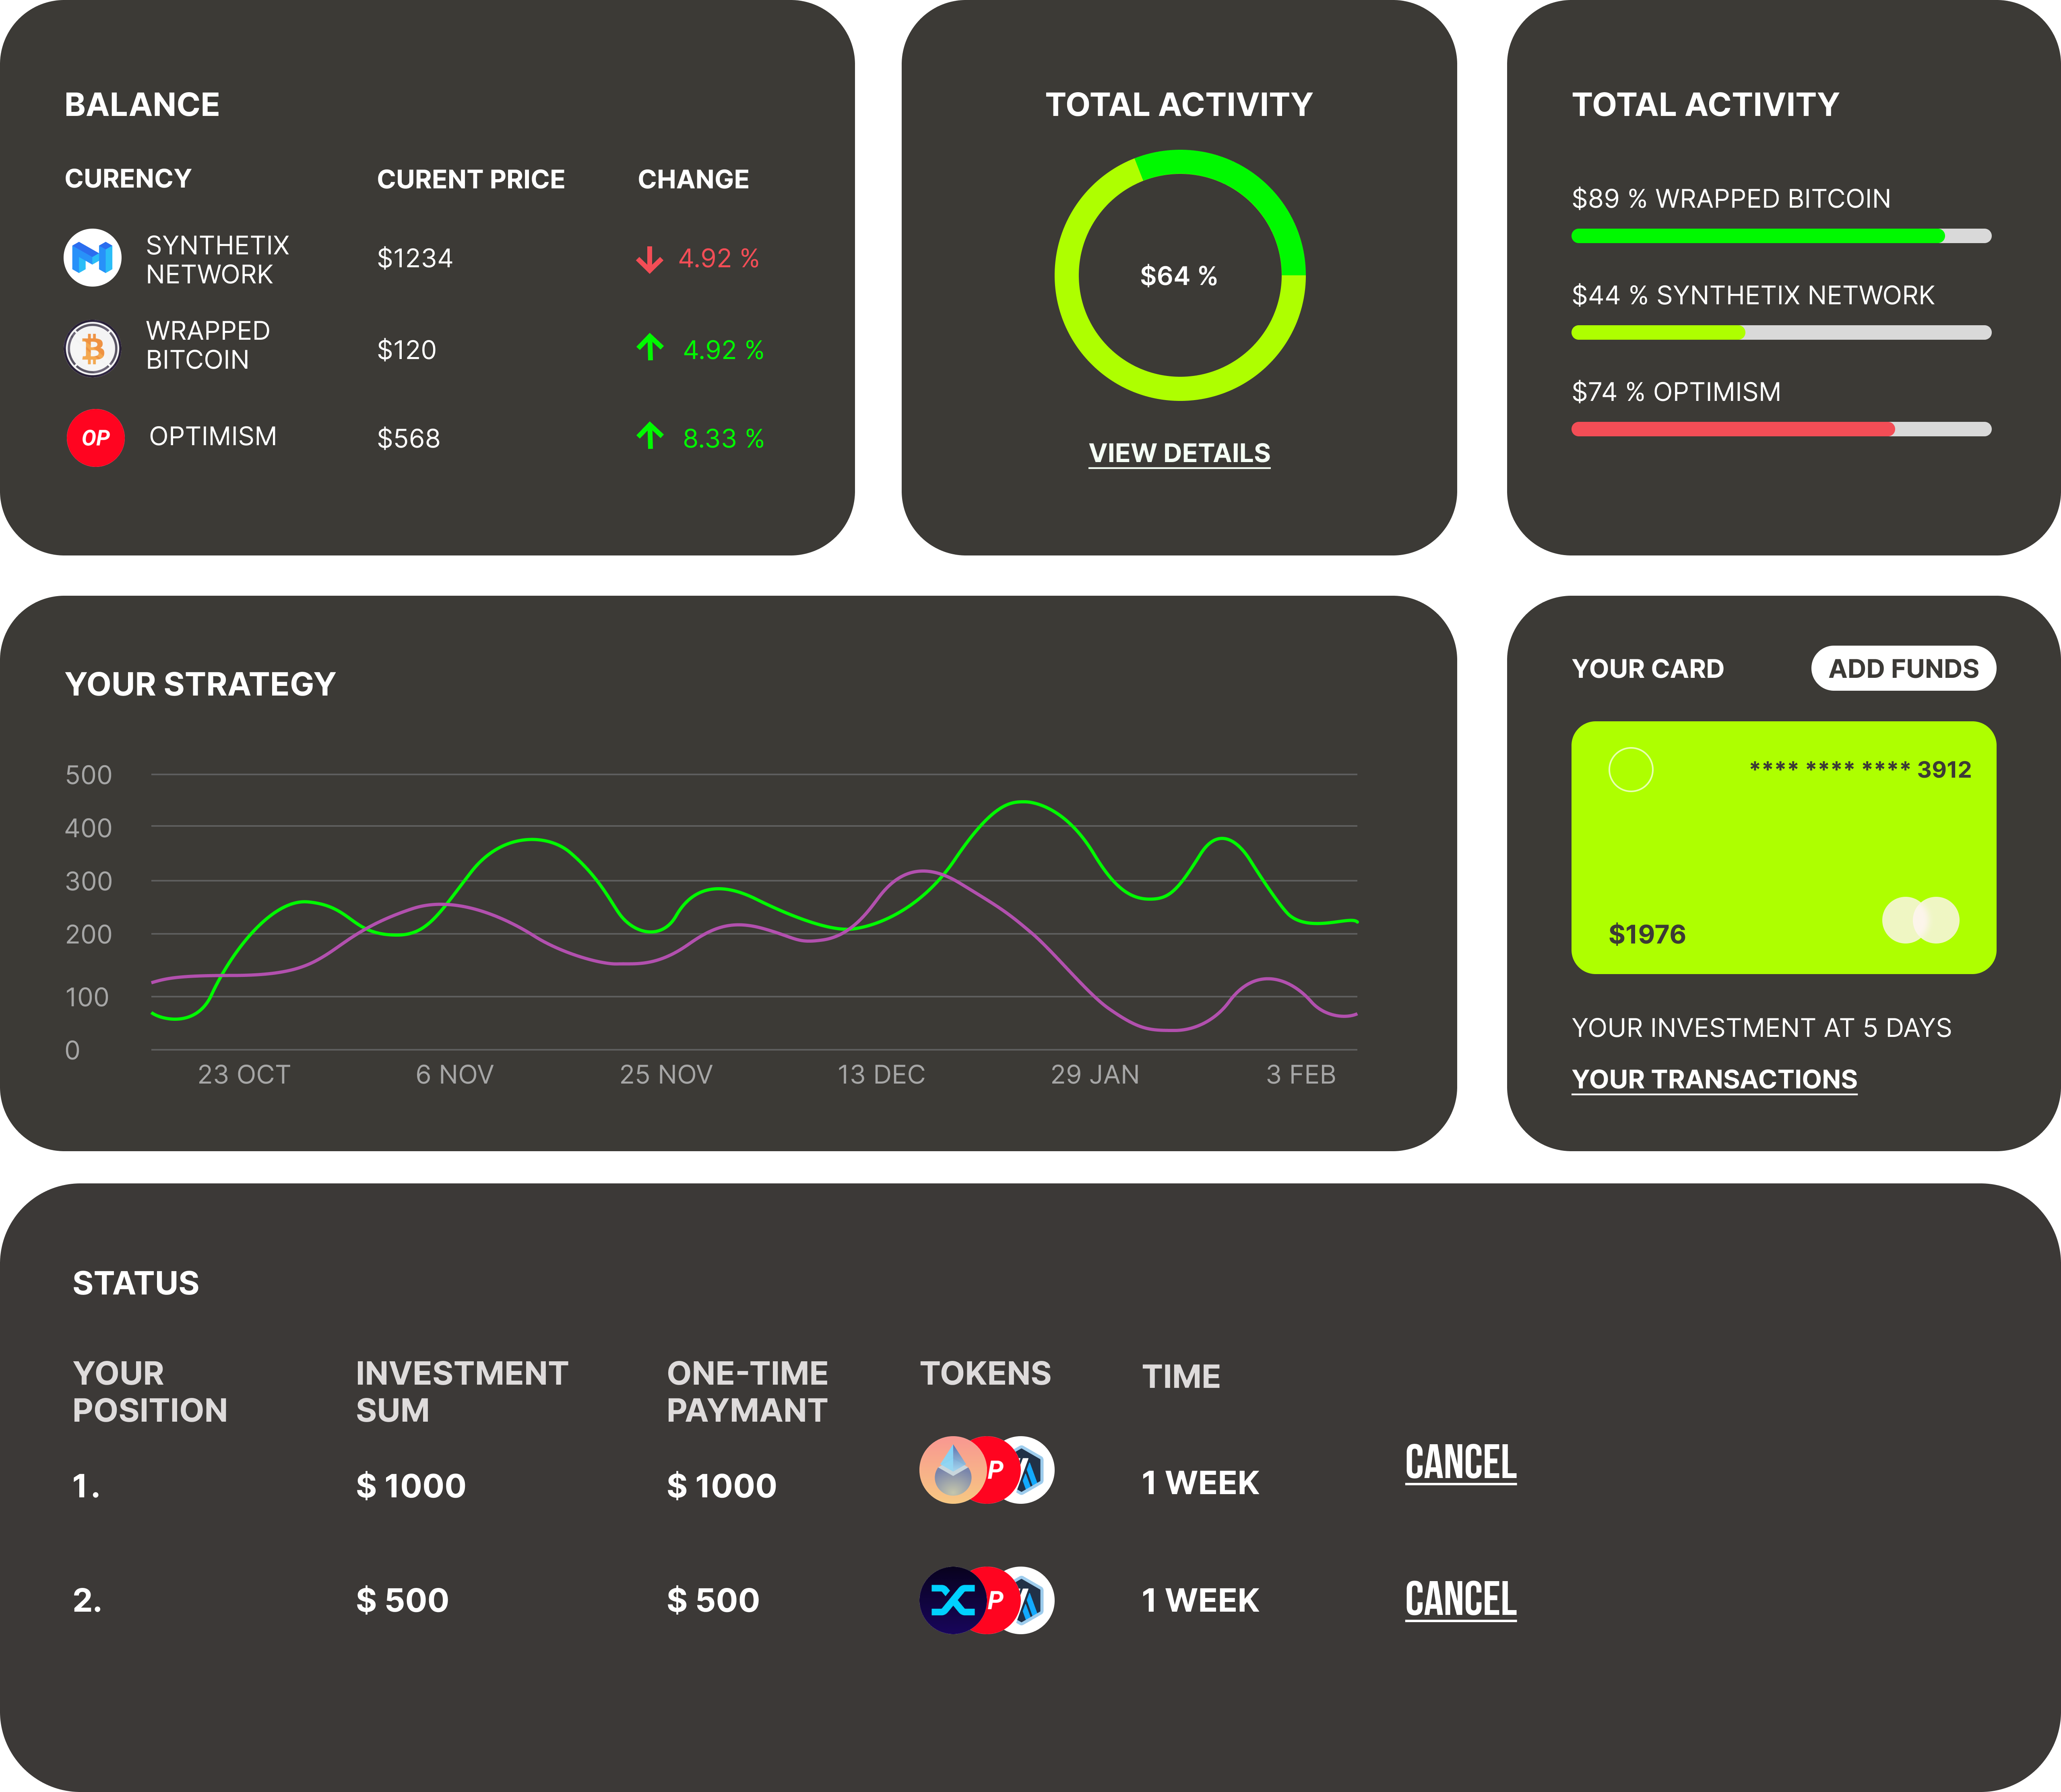 BALANCE
CURENCY CURENT PRICE CHANGE
SYNTHETIX
NETWORK
$1234 4.92 %
WRAPPED
BITCOIN
$120 4.92 %
OP OPTIMISM $568 8.33 %
TOTAL ACTIVITY
$64 %
VIEW DETAILS
TOTAL ACTIVITY
$89 % WRAPPED BITCOIN
$44 % SYNTHETIX NETWORK
$74 % OPTIMISM
YOUR STRATEGY
500
400
300
200
100
0
23 OCT 6 NOV 25 NOV 13 DEC 29 JAN 3 FEB
YOUR CARD ADD FUNDS
**** **** **** 3912
$1976
YOUR INVESTMENT AT 5 DAYS
YOUR TRANSACTIONS
STATUS
YOUR
POSITION
INVESTMENT
SUM
ONE-TIME
PAYMANT
TOKENS
TIME
1. $ 1000 $ 1000 P 1 WEEK CANCEL
2. $ 500 $ 500 P 1 WEEK CANCEL